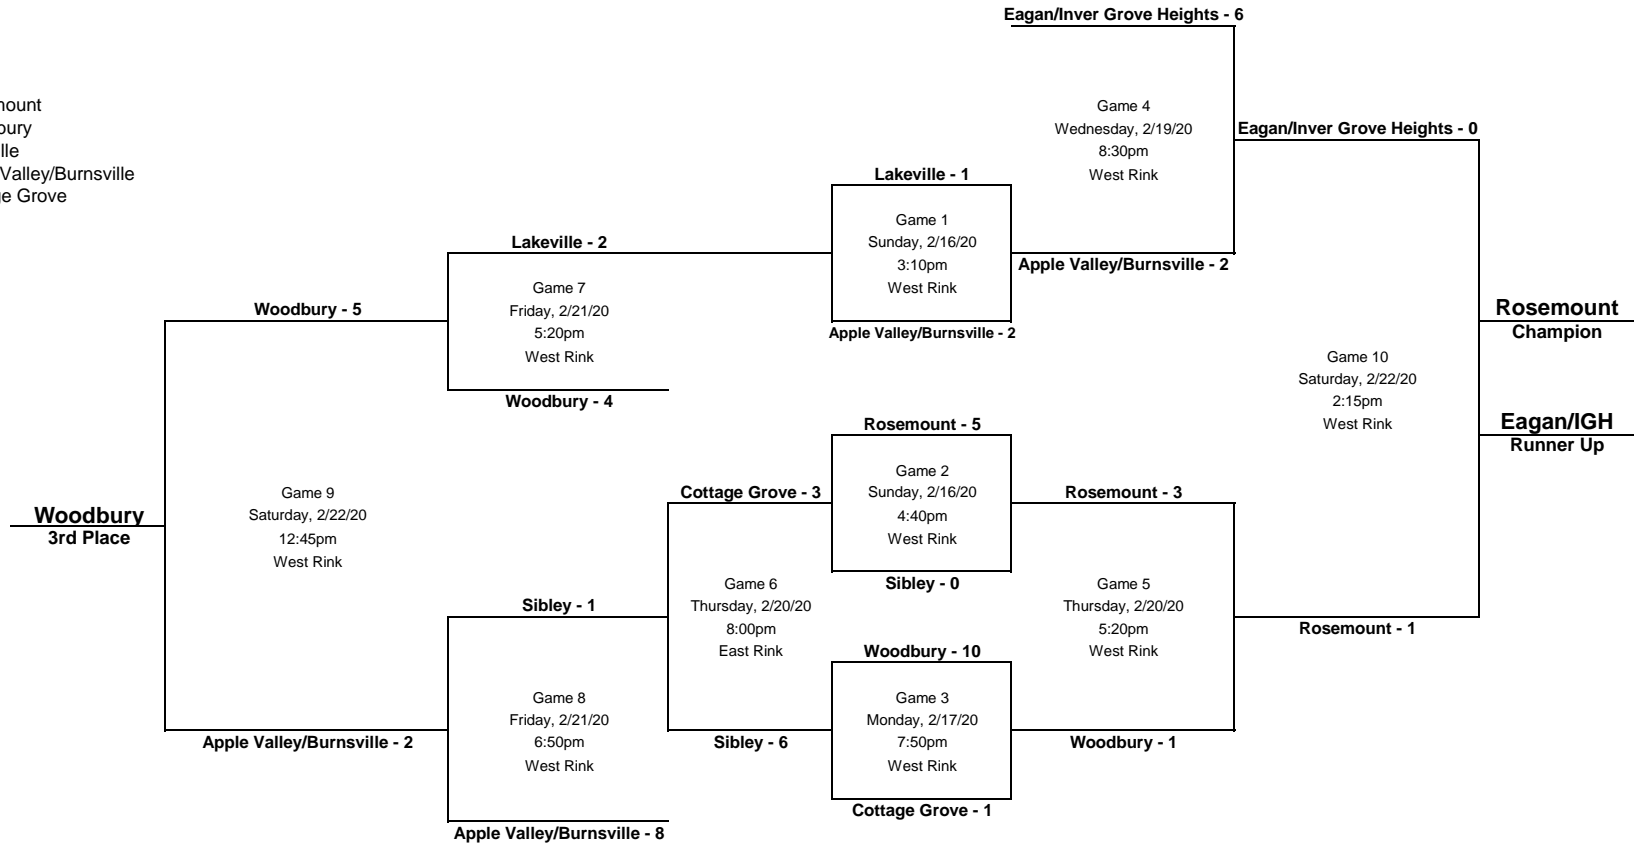 Eagan/Inver Grove Heights - 6
Valley/Burnsville
Grove
Game 4
Wednesday, 2/19/20
8:30pm
West Rink
Eagan/Inver Grove Heights - 0
Lakeville - 1
Game 1
Sunday, 2/16/20
3:10pm
West Rink
Apple Valley/Burnsville - 2
Apple Valley/Burnsville - 2
Lakeville - 2
Game 7
Friday, 2/21/20
5:20pm
West Rink
Woodbury - 4
Woodbury - 5
Rosemount
Champion
Game 10
Saturday, 2/22/20
2:15pm
West Rink
Eagan/IGH
Runner Up
Rosemount - 5
Game 2
Sunday, 2/16/20
4:40pm
West Rink
Sibley - 0
Cottage Grove - 3
Rosemount - 3
Game 9
Saturday, 2/22/20
12:45pm
West Rink
Woodbury
3rd Place
Game 6
Thursday, 2/20/20
8:00pm
East Rink
Game 5
Thursday, 2/20/20
5:20pm
West Rink
Sibley - 1
Rosemount - 1
Woodbury - 10
Game 3
Monday, 2/17/20
7:50pm
West Rink
Cottage Grove - 1
Game 8
Friday, 2/21/20
6:50pm
West Rink
Apple Valley/Burnsville - 2
Sibley - 6
Woodbury - 1
Apple Valley/Burnsville - 8